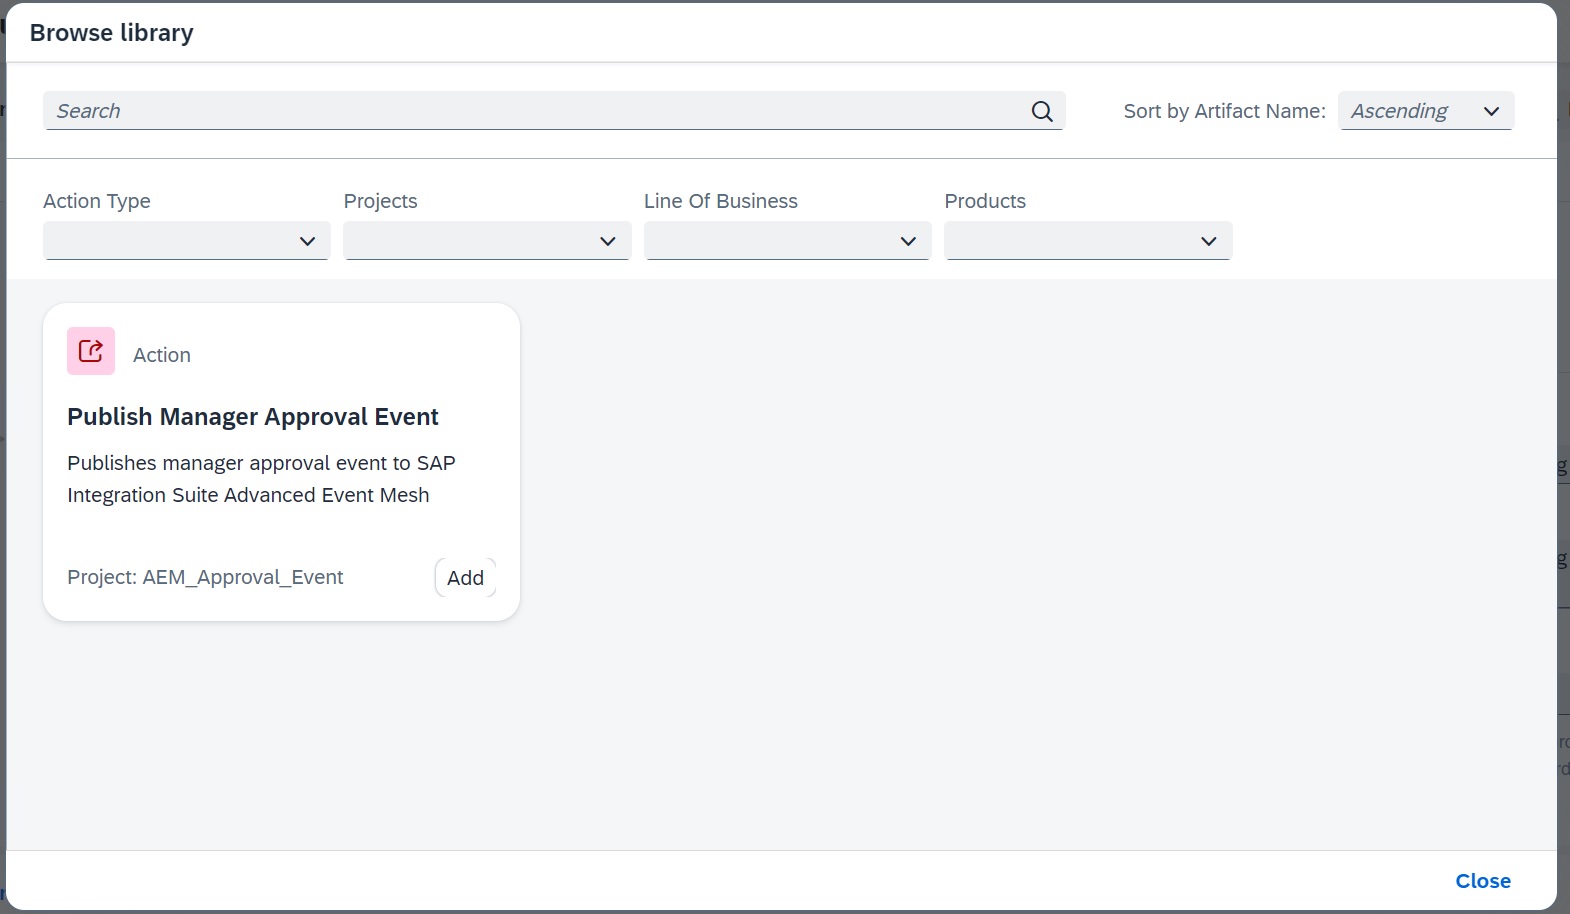 Browse library
Search
Sort by Artifact Name: Ascending
Action Type
Projects
Line Of Business
Products
Action
Publish Manager Approval Event
Publishes manager approval event to SAP
Integration Suite Advanced Event Mesh
Project: AEM_Approval_Event
Add
Close